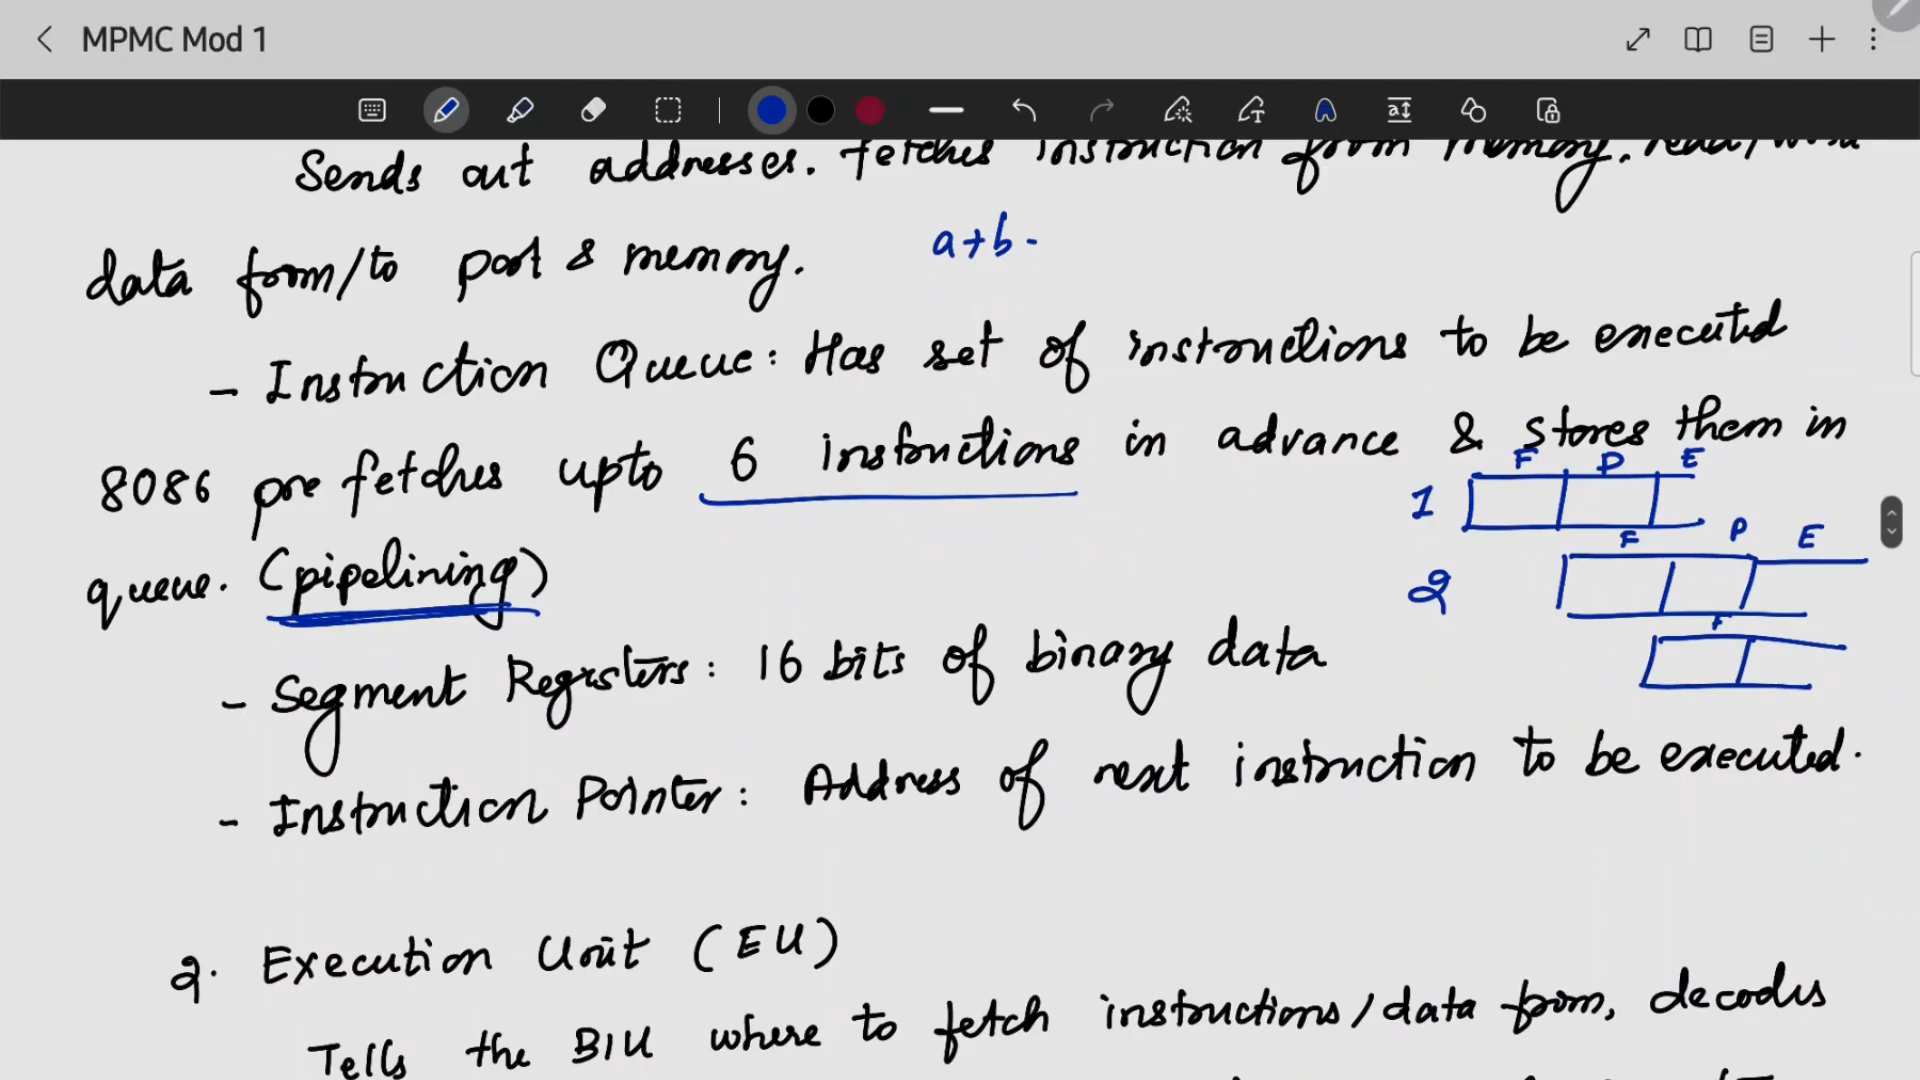 MPMC Mod 1
Sends out addresses. fetches instruction from memory. read/
data form/to port & memory.
a+b-
- Instruction Queue: Has set of instructions to be executed
8086 pre fetches upto 6 instructions in advance & stores them in
F D E
1
queue. (pipelining)
F D E
2
F
- Segment Registers: 16 bits of binary data
- Instruction Pointer: Address of next instruction to be executed.
2. Execution Unit (EU)
Tells the BIU where to fetch instructions/data from, decodes